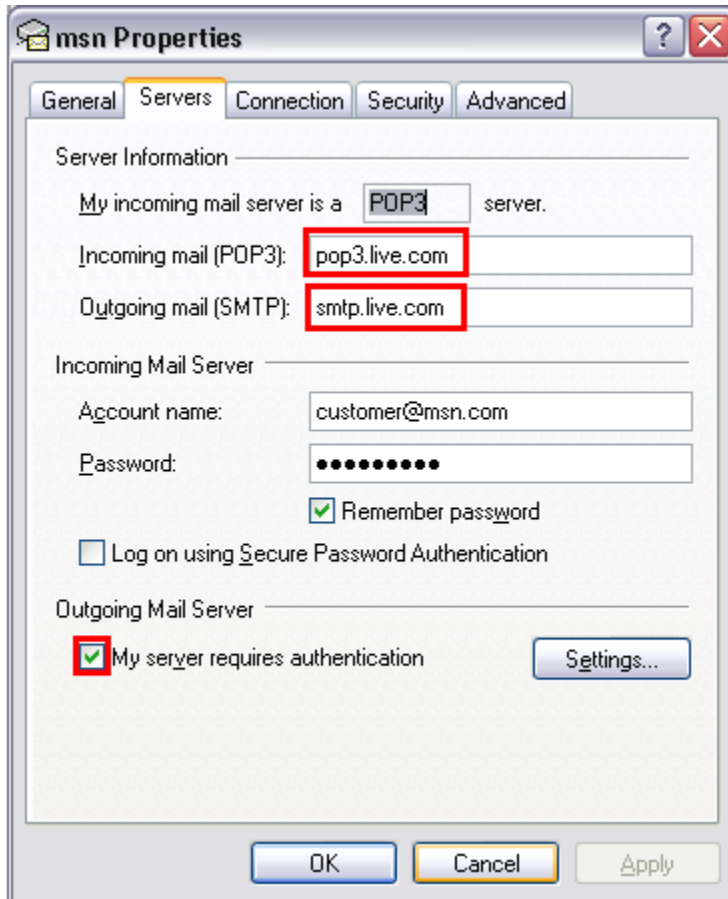 msn Properties
General Servers Connection Security Advanced
Server Information
My incoming mail server is a POP3 server.
Incoming mail (POP3): pop3.live.com
Outgoing mail (SMTP): smtp.live.com
Incoming Mail Server
Account name: customer@msn.com
Password: ●●●●●●●●●
Remember password
Log on using Secure Password Authentication
Outgoing Mail Server
My server requires authentication Settings...
OK Cancel Apply